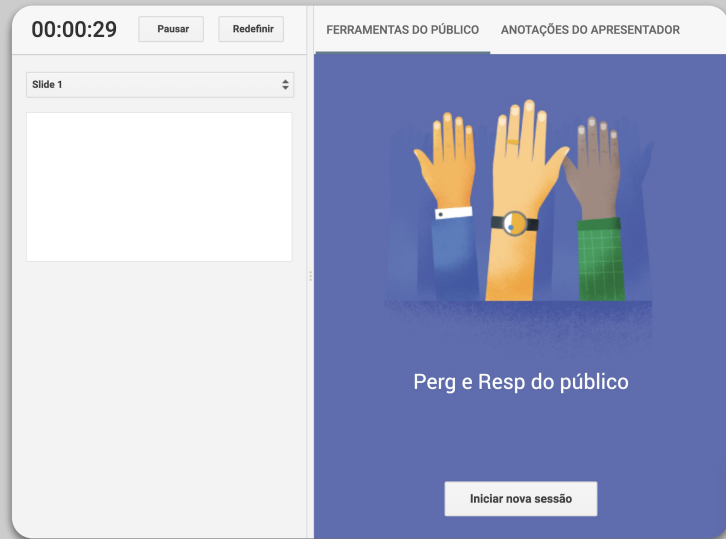 00:00:29
Pausar
Redefinir
FERRAMENTAS DO PÚBLICO
ANOTAÇÕES DO APRESENTADOR
Slide 1
Perg e Resp do público
Iniciar nova sessão